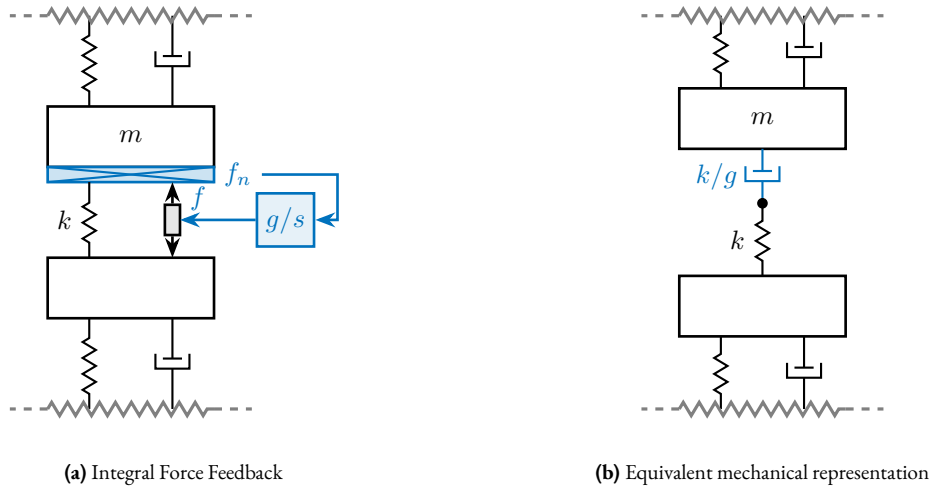 m
f_n
f
g/s
k
(a) Integral Force Feedback
m
k/g
k
(b) Equivalent mechanical representation